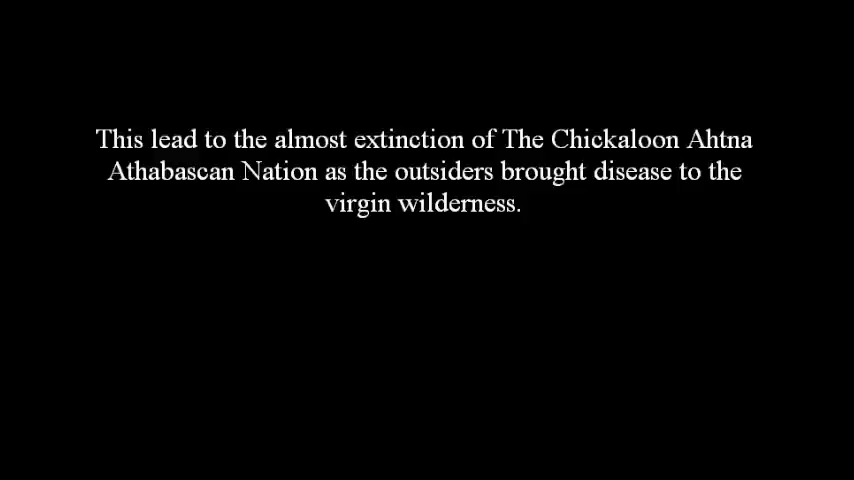 This lead to the almost extinction of The Chickaloon Ahtna
Athabascan Nation as the outsiders brought disease to the
virgin wilderness.